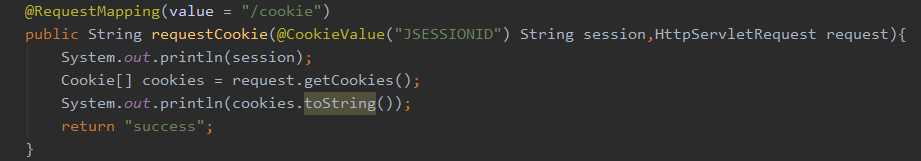 @RequestMapping(value = "/cookie")
public String requestCookie(@CookieValue("JSESSIONID") String session,HttpServletRequest request){
    System.out.println(session);
    Cookie[] cookies = request.getCookies();
    System.out.println(cookies.toString());
    return "success";
}